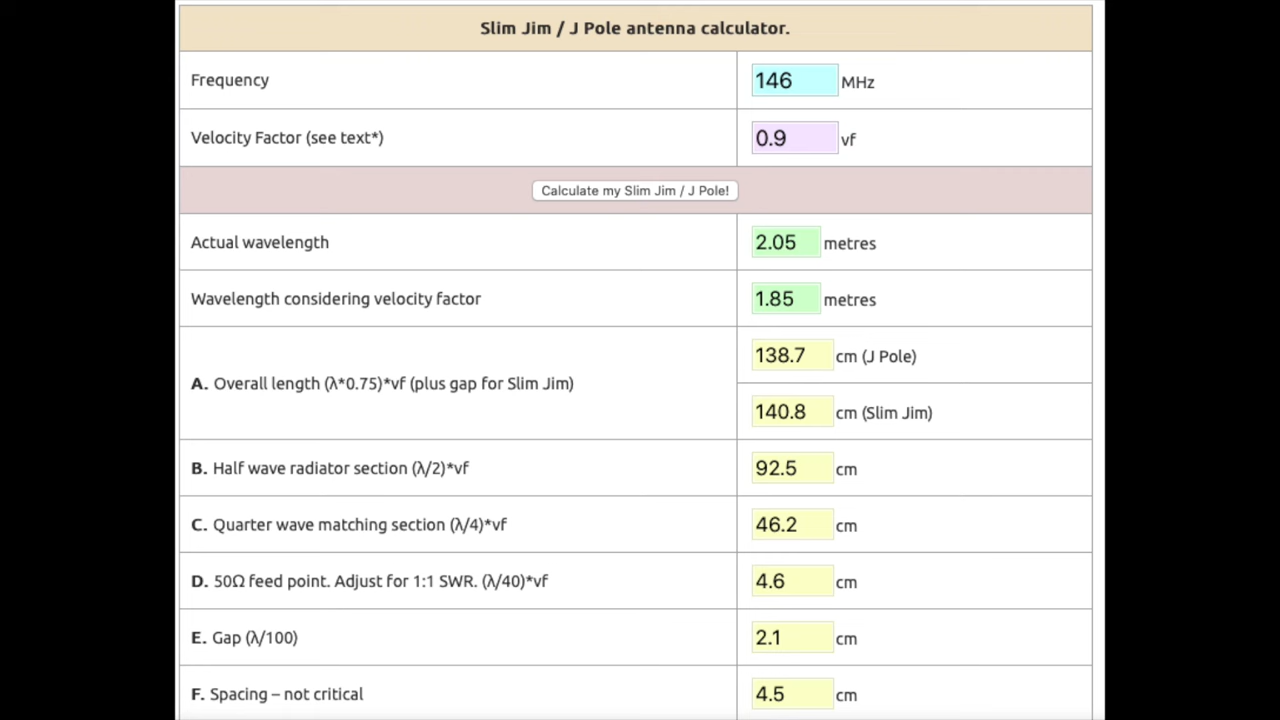 Slim Jim / J Pole antenna calculator.
Frequency 146 MHz
Velocity Factor (see text*) 0.9 vf
Calculate my Slim Jim / J Pole!
Actual wavelength 2.05 metres
Wavelength considering velocity factor 1.85 metres
138.7 cm (J Pole)
A. Overall length (λ*0.75)*vf (plus gap for Slim Jim)
140.8 cm (Slim Jim)
B. Half wave radiator section (λ/2)*vf 92.5 cm
C. Quarter wave matching section (λ/4)*vf 46.2 cm
D. 50Ω feed point. Adjust for 1:1 SWR. (λ/40)*vf 4.6 cm
E. Gap (λ/100) 2.1 cm
F. Spacing – not critical 4.5 cm